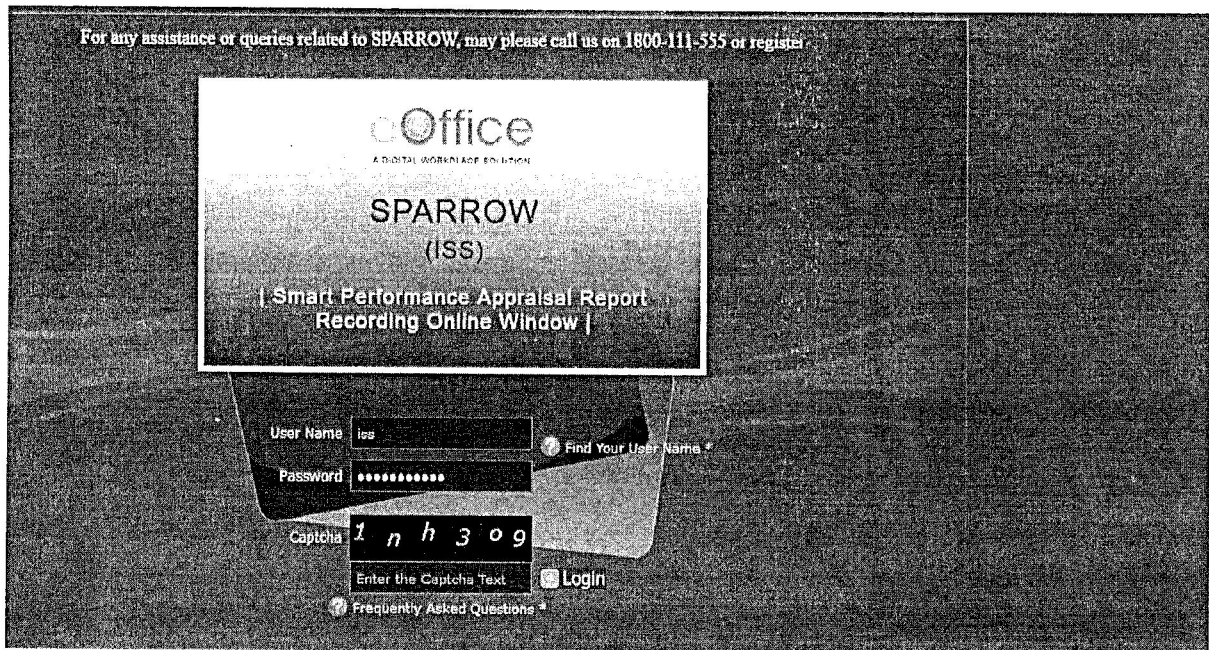 For any assistance or queries related to SPARROW, may please call us on 1800-111-555 or register
eOffice
A DIGITAL WORKPLACE SOLUTION
SPARROW
(ISS)
| Smart Performance Appraisal Report
Recording Online Window |
User Name iss
Find Your User Name *
Password •••••••••••
Captcha 1 n h 3 o 9
Enter the Captcha Text Login
Frequently Asked Questions *